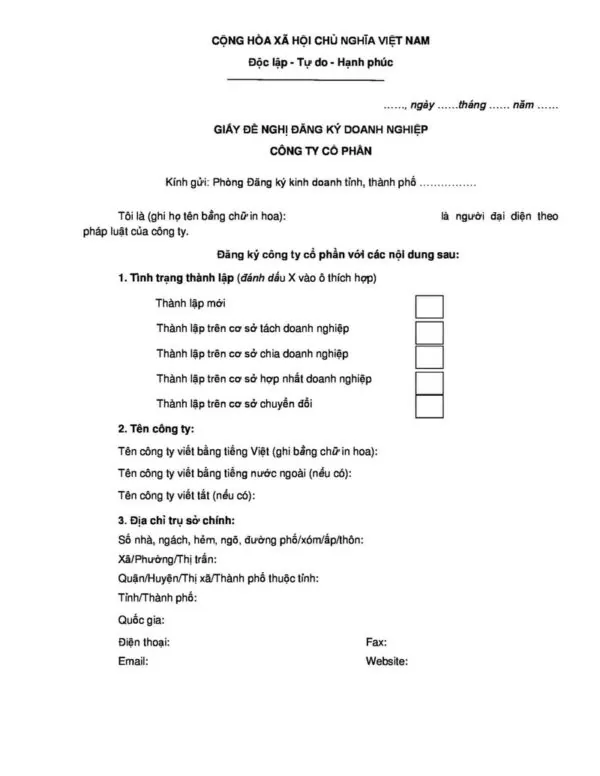 CỘNG HÒA XÃ HỘI CHỦ NGHĨA VIỆT NAM
Độc lập - Tự do - Hạnh phúc
……, ngày ……tháng …… năm ……
GIẤY ĐỀ NGHỊ ĐĂNG KÝ DOANH NGHIỆP
CÔNG TY CỔ PHẦN
Kính gửi: Phòng Đăng ký kinh doanh tỉnh, thành phố ……………
Tôi là (ghi họ tên bằng chữ in hoa): là người đại diện theo
pháp luật của công ty.
Đăng ký công ty cổ phần với các nội dung sau:
1. Tình trạng thành lập (đánh dấu X vào ô thích hợp)
Thành lập mới
Thành lập trên cơ sở tách doanh nghiệp
Thành lập trên cơ sở chia doanh nghiệp
Thành lập trên cơ sở hợp nhất doanh nghiệp
Thành lập trên cơ sở chuyển đổi
2. Tên công ty:
Tên công ty viết bằng tiếng Việt (ghi bằng chữ in hoa):
Tên công ty viết bằng tiếng nước ngoài (nếu có):
Tên công ty viết tắt (nếu có):
3. Địa chỉ trụ sở chính:
Số nhà, ngách, hẻm, ngõ, đường phố/xóm/ấp/thôn:
Xã/Phường/Thị trấn:
Quận/Huyện/Thị xã/Thành phố thuộc tỉnh:
Tỉnh/Thành phố:
Quốc gia:
Điện thoại: Fax:
Email: Website: